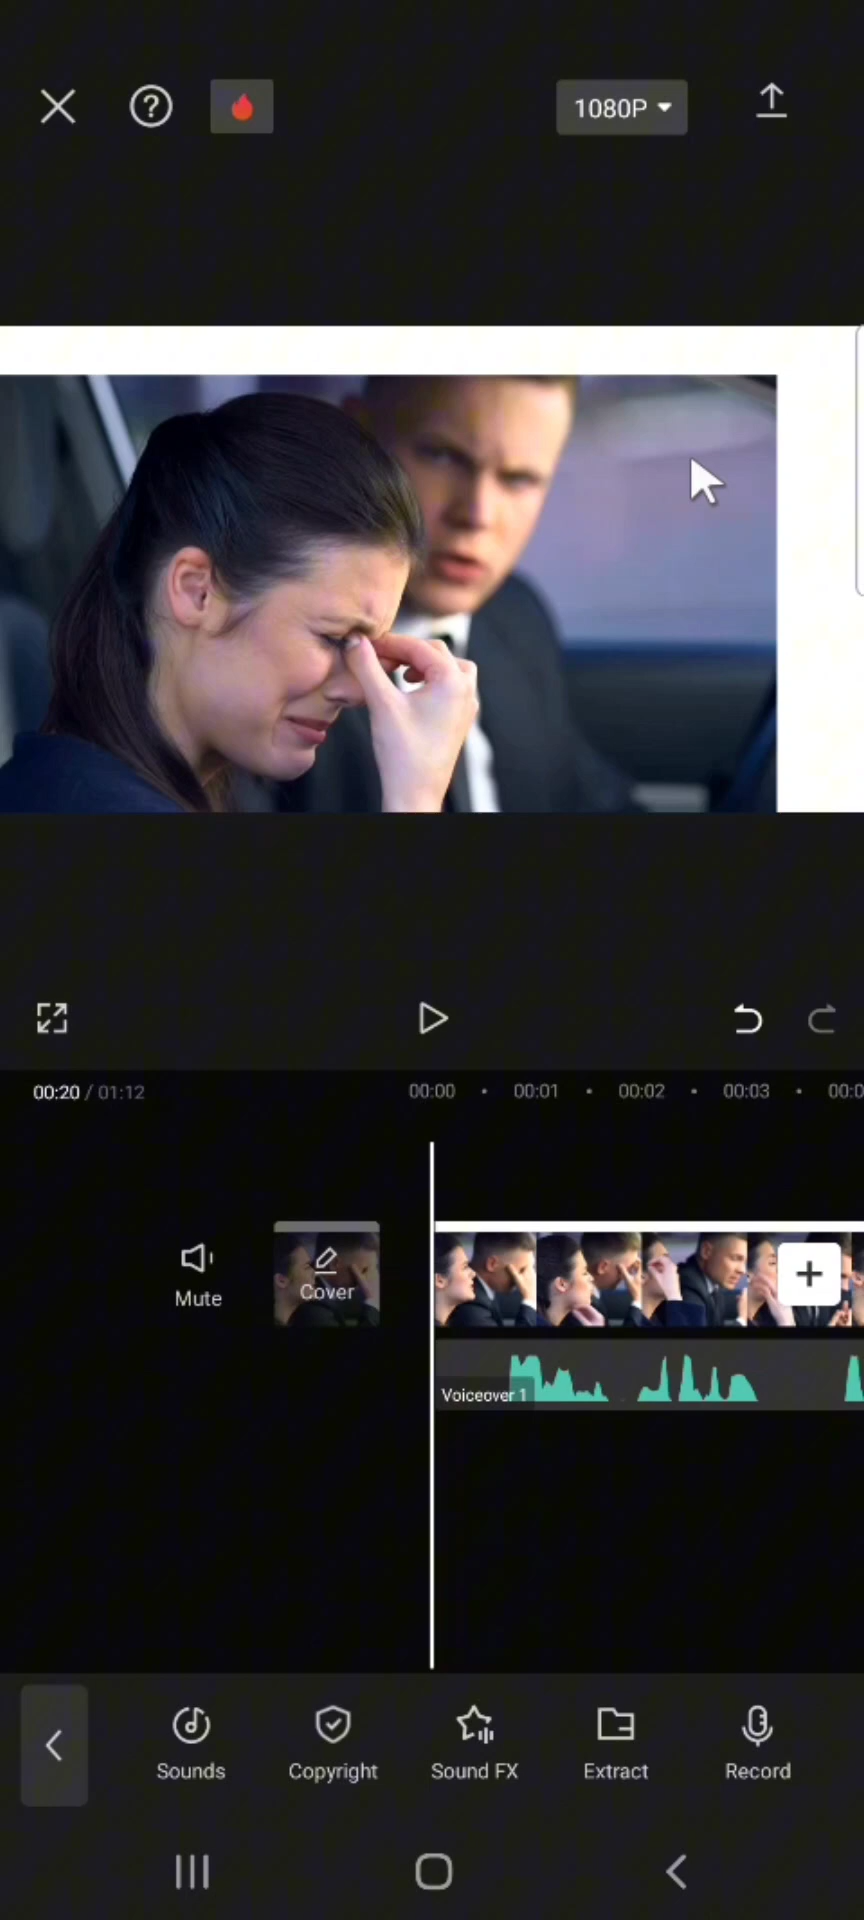 1080P
00:20 / 01:12
00:00 00:01 00:02 00:03
Mute
Cover
Voiceover 1
Sounds
Copyright
Sound FX
Extract
Record